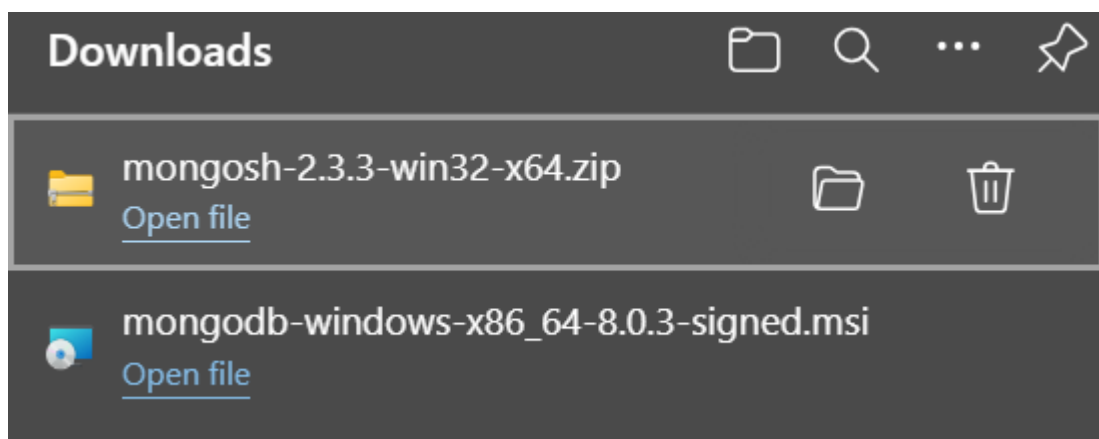 Downloads
mongosh-2.3.3-win32-x64.zip
Open file
mongodb-windows-x86_64-8.0.3-signed.msi
Open file